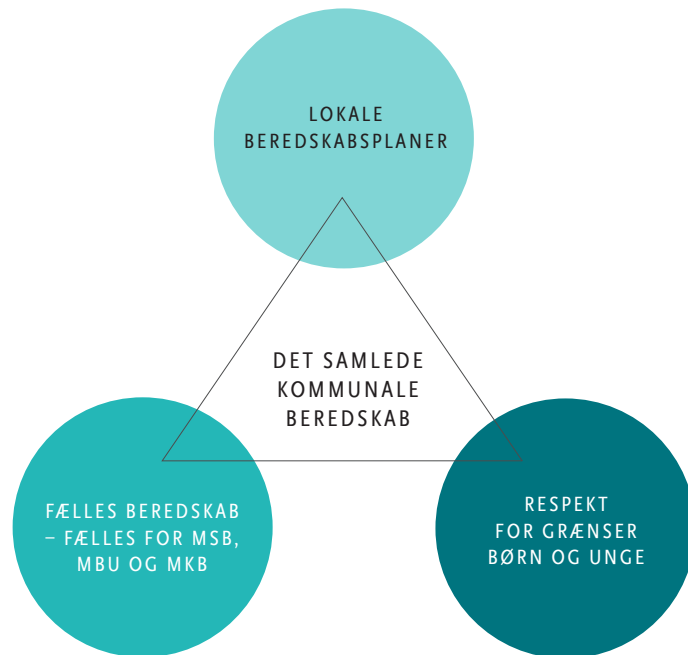 LOKALE
BEREDSKABSPLANER
DET SAMLEDE
KOMMUNALE
BEREDSKAB
FÆLLES BEREDSKAB
– FÆLLES FOR MSB,
MBU OG MKB
RESPEKT
FOR GRÆNSER
BØRN OG UNGE